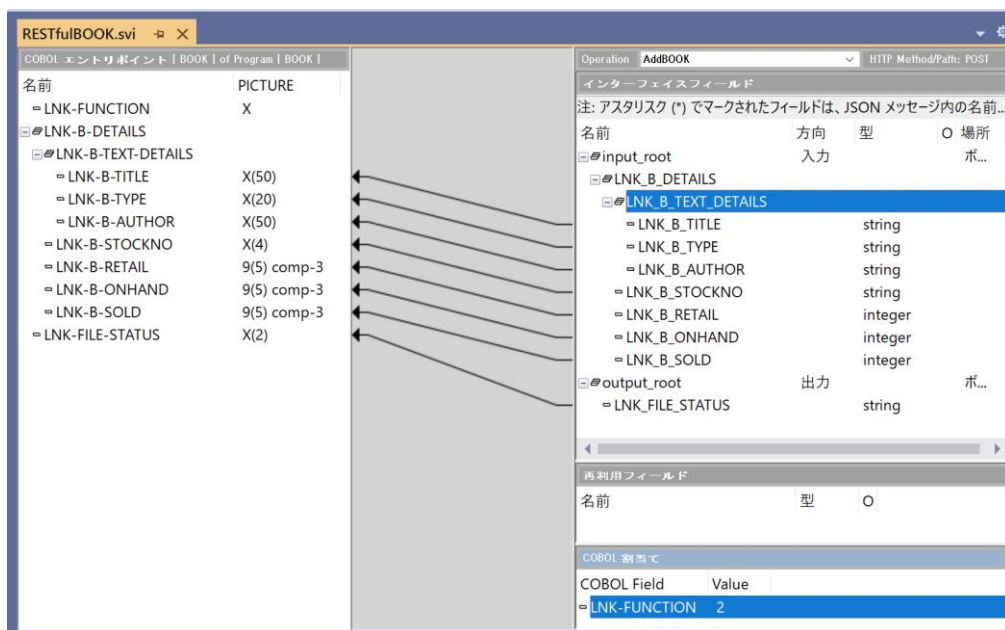 RESTfulBOOK.svi
COBOL エントリポイント [ BOOK ] of Program [ BOOK ]
名前 PICTURE
LNK-FUNCTION X
LNK-B-DETAILS
LNK-B-TEXT-DETAILS
LNK-B-TITLE X(50)
LNK-B-TYPE X(20)
LNK-B-AUTHOR X(50)
LNK-B-STOCKNO X(4)
LNK-B-RETAIL 9(5) comp-3
LNK-B-ONHAND 9(5) comp-3
LNK-B-SOLD 9(5) comp-3
LNK-FILE-STATUS X(2)
Operation AddBOOK HTTP Method/Path: POST
インターフェイスフィールド
注: アスタリスク (*) でマークされたフィールドは、JSON メッセージ内の名前...
名前 方向 型 O 場所
input_root 入力 ボ...
LNK_B_DETAILS
LNK_B_TEXT_DETAILS
LNK_B_TITLE string
LNK_B_TYPE string
LNK_B_AUTHOR string
LNK_B_STOCKNO string
LNK_B_RETAIL integer
LNK_B_ONHAND integer
LNK_B_SOLD integer
output_root 出力 ボ...
LNK_FILE_STATUS string
再利用フィールド
名前 型 O
COBOL 割当て
COBOL Field Value
LNK-FUNCTION 2